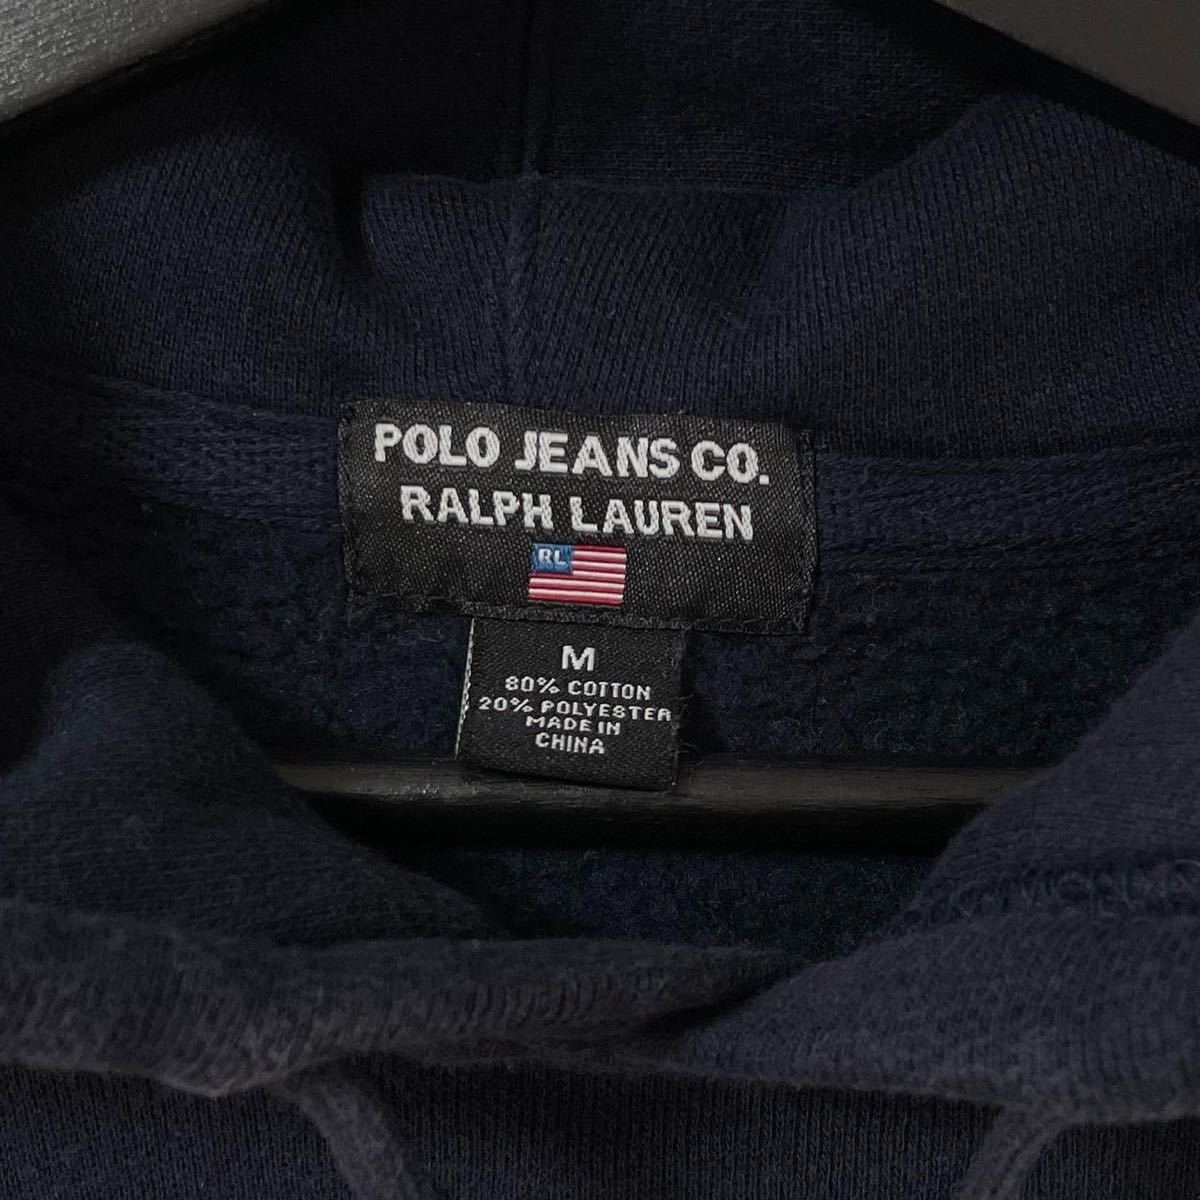 POLO JEANS CO.
RALPH LAUREN
RL
M
80% COTTON
20% POLYESTER
MADE IN
CHINA